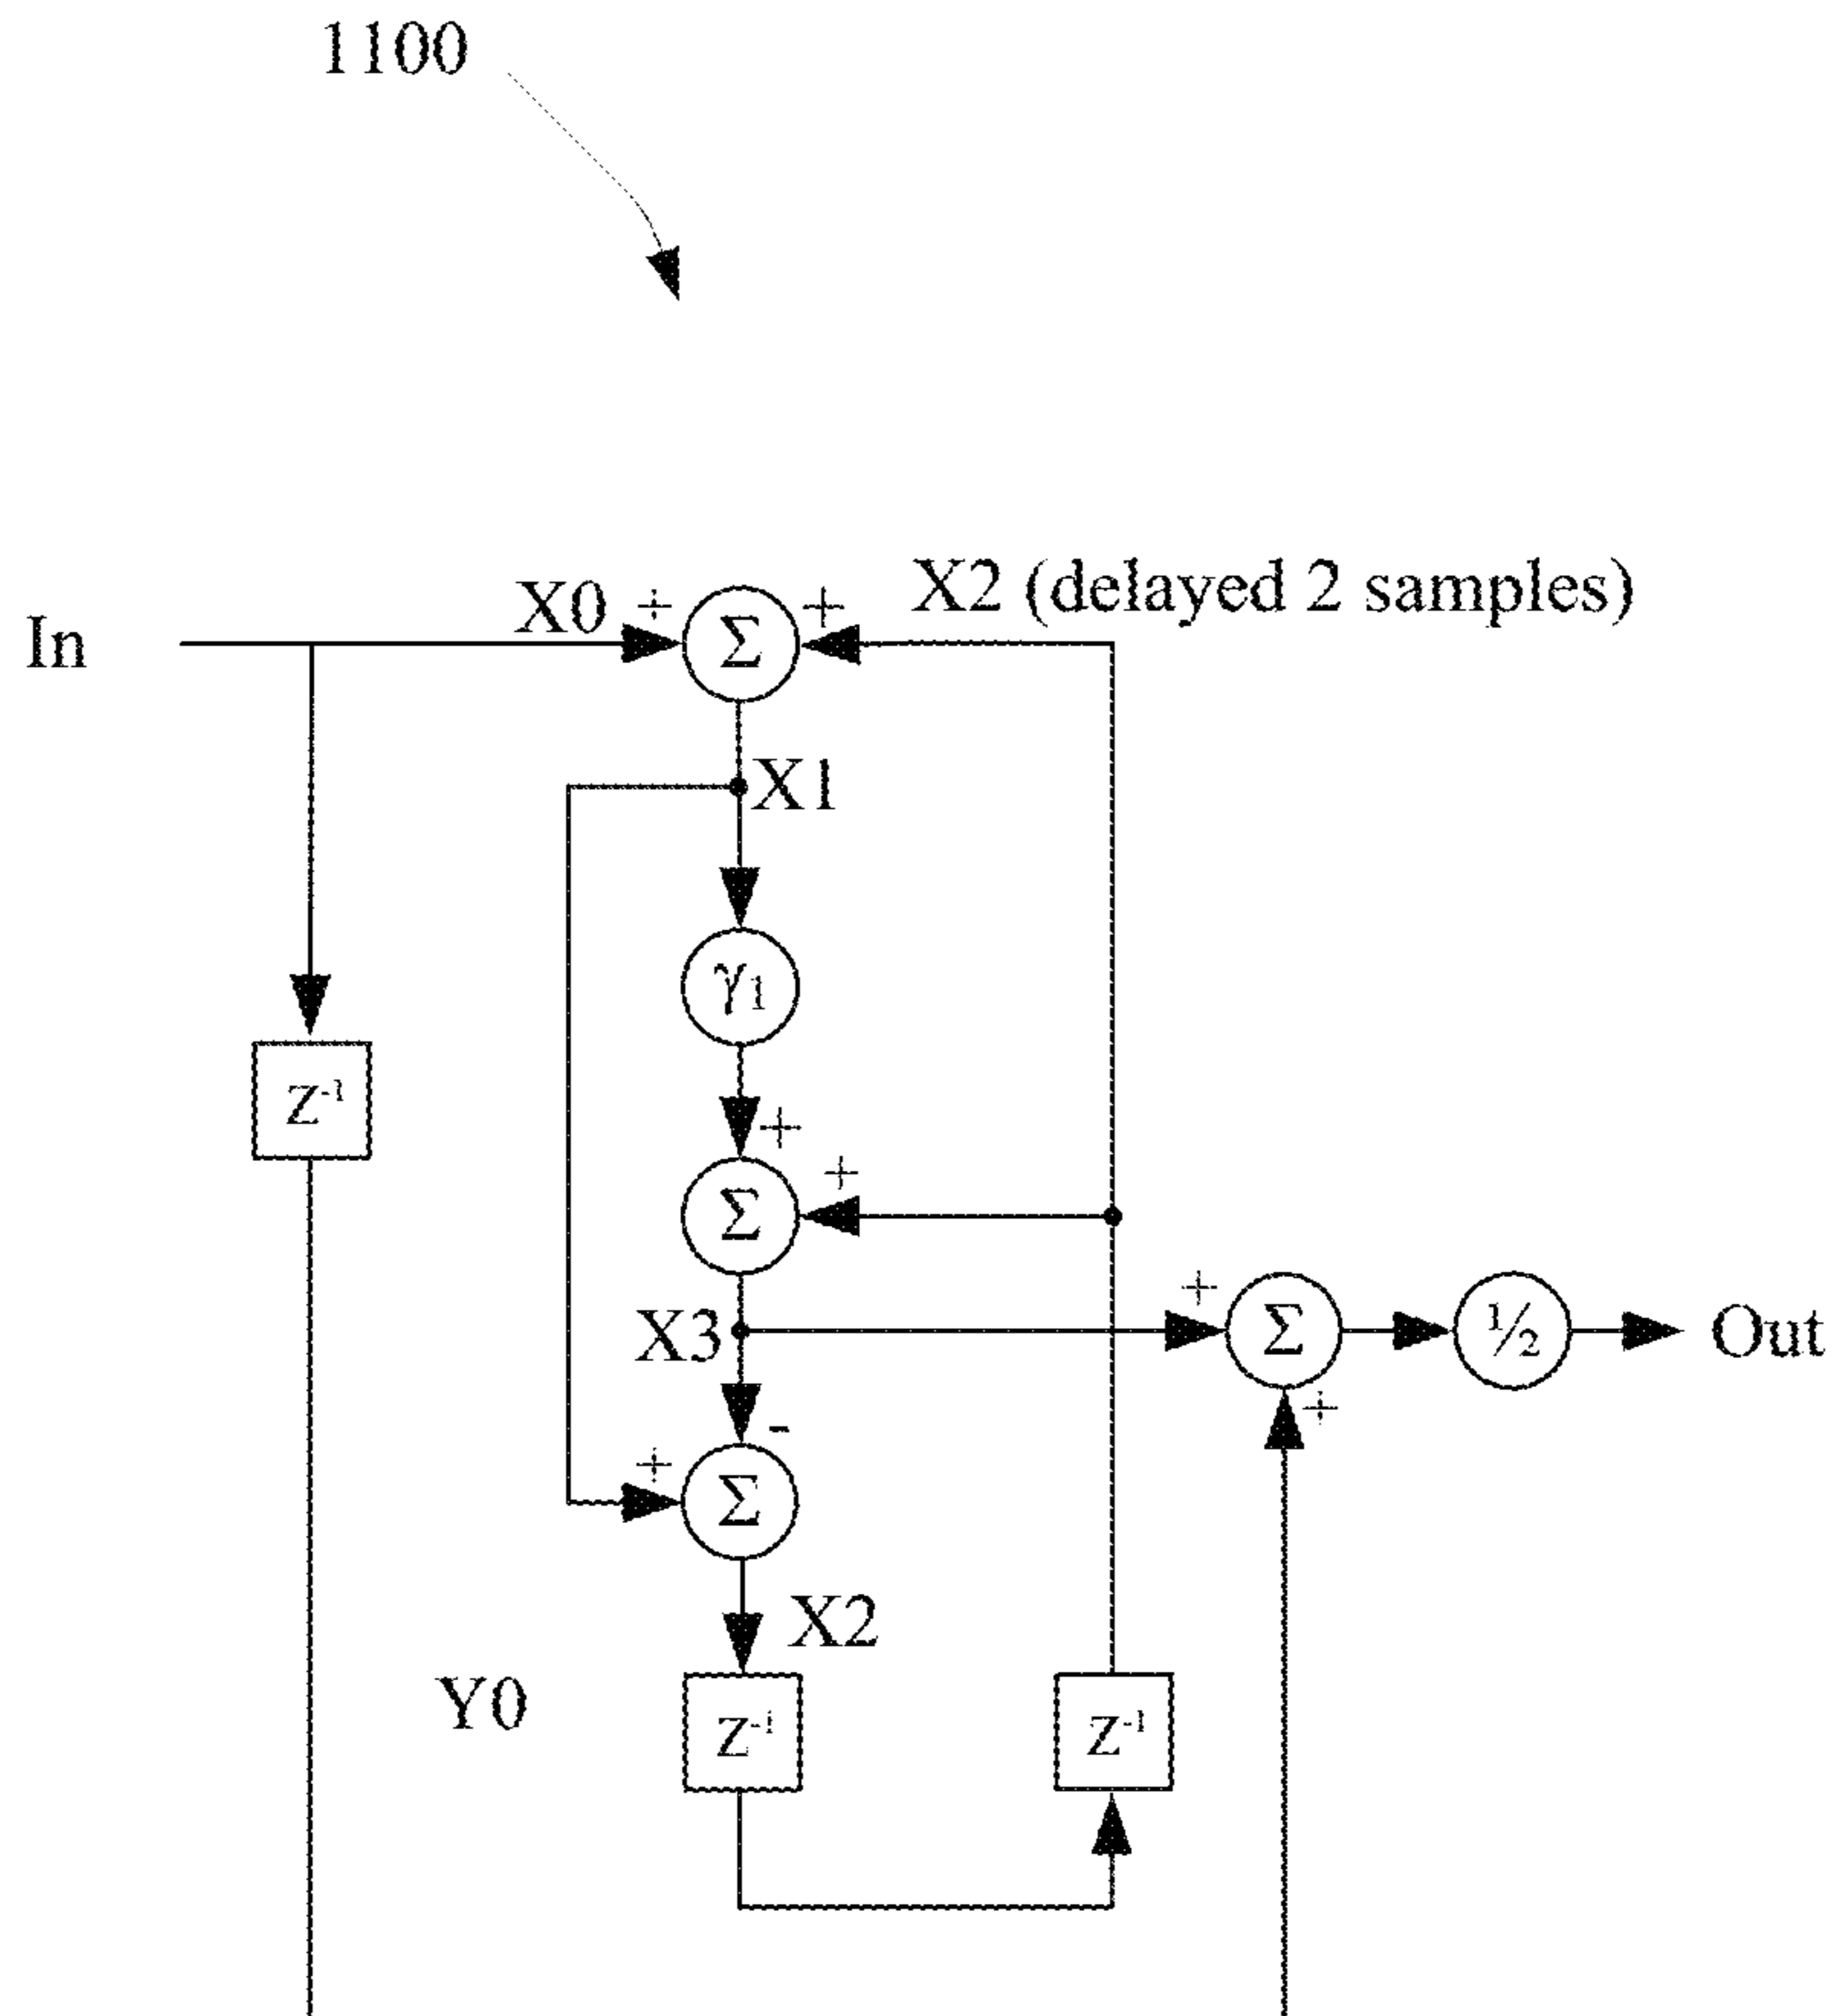 1100
X0 + + X2 (delayed 2 samples)
In Σ
X1
γ1
Z-1
+
+
Σ
+
X3 Σ ½ Out
- +
+
Σ
X2
Y0
Z-1 Z-1